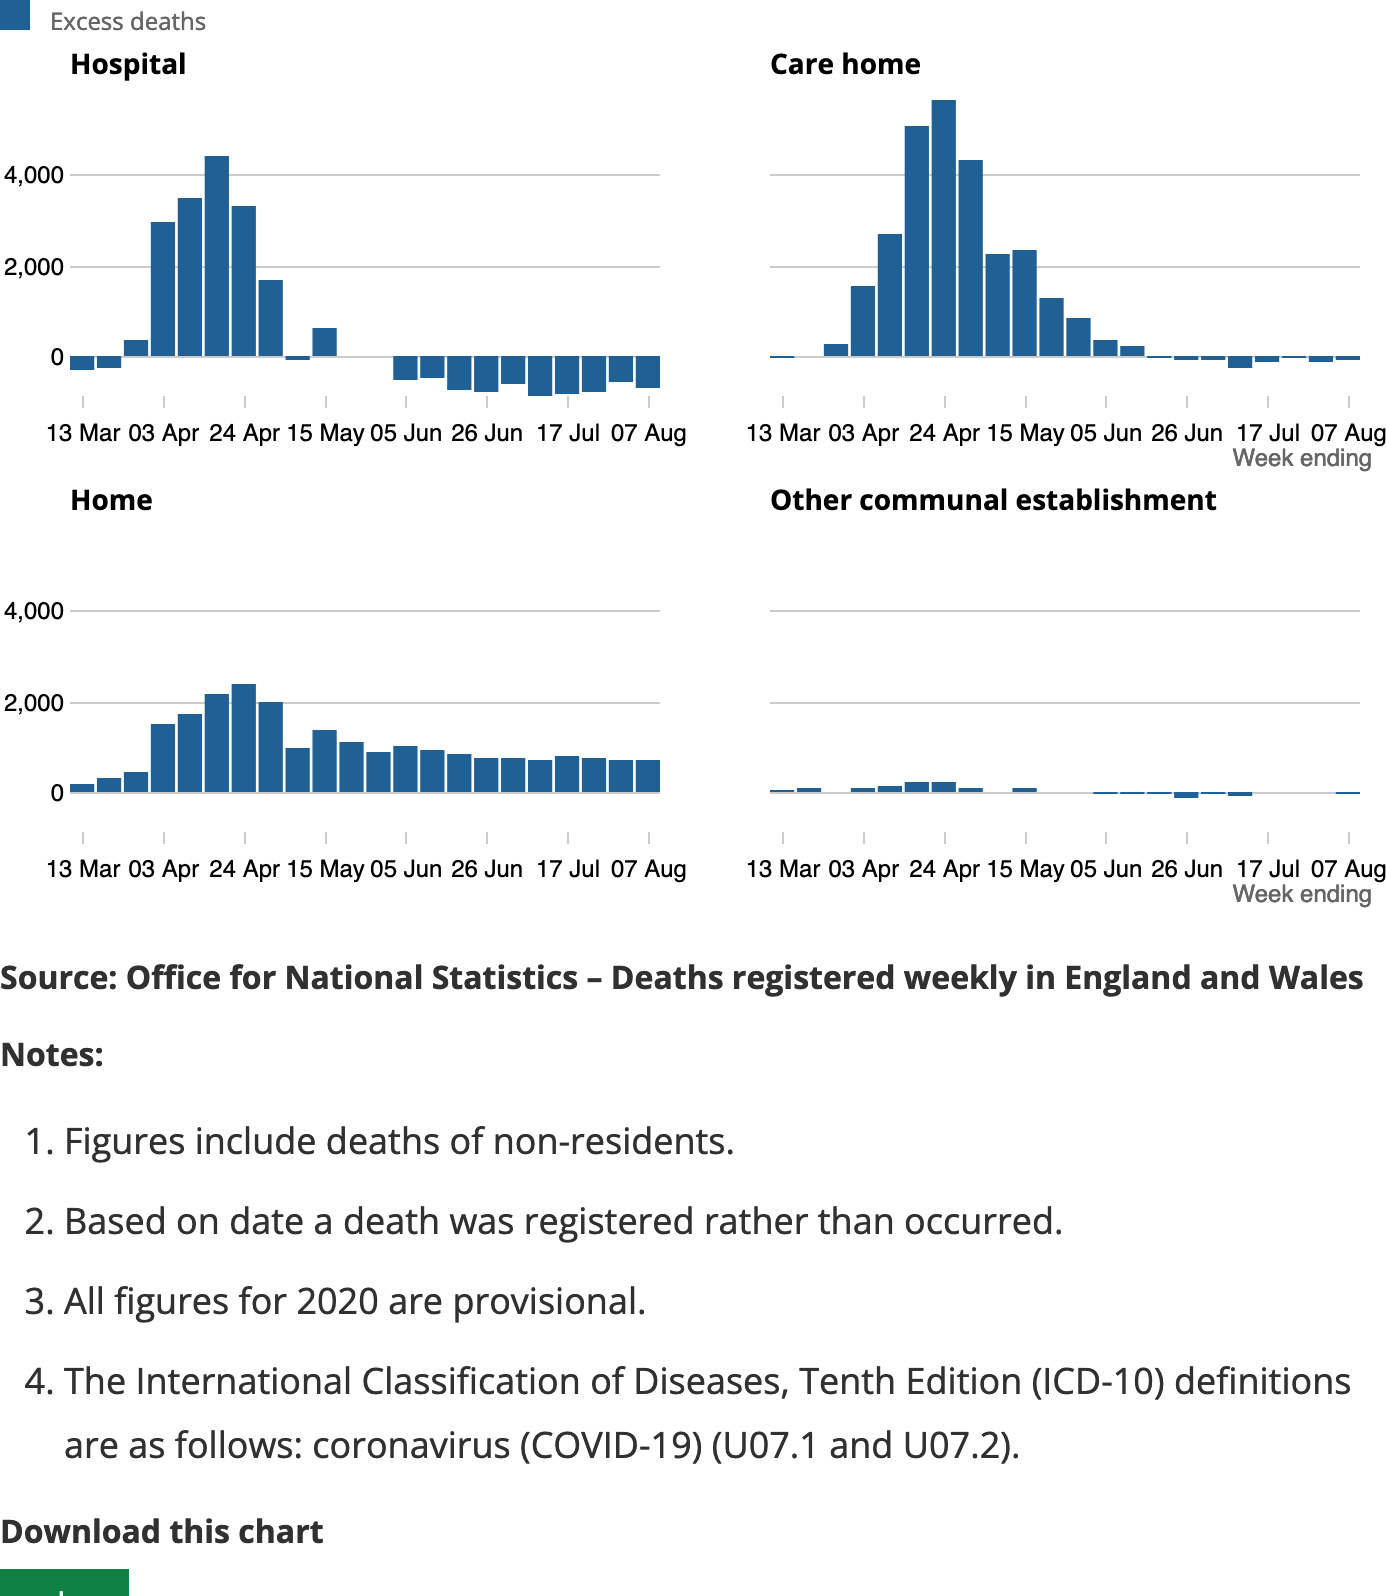 Excess deaths
Hospital
Care home
4,000
2,000
0
13 Mar 03 Apr 24 Apr 15 May 05 Jun 26 Jun 17 Jul 07 Aug
13 Mar 03 Apr 24 Apr 15 May 05 Jun 26 Jun 17 Jul 07 Aug
Week ending
Home
Other communal establishment
4,000
2,000
0
13 Mar 03 Apr 24 Apr 15 May 05 Jun 26 Jun 17 Jul 07 Aug
13 Mar 03 Apr 24 Apr 15 May 05 Jun 26 Jun 17 Jul 07 Aug
Week ending
Source: Office for National Statistics – Deaths registered weekly in England and Wales
Notes:
1. Figures include deaths of non-residents.
2. Based on date a death was registered rather than occurred.
3. All figures for 2020 are provisional.
4. The International Classification of Diseases, Tenth Edition (ICD-10) definitions
are as follows: coronavirus (COVID-19) (U07.1 and U07.2).
Download this chart